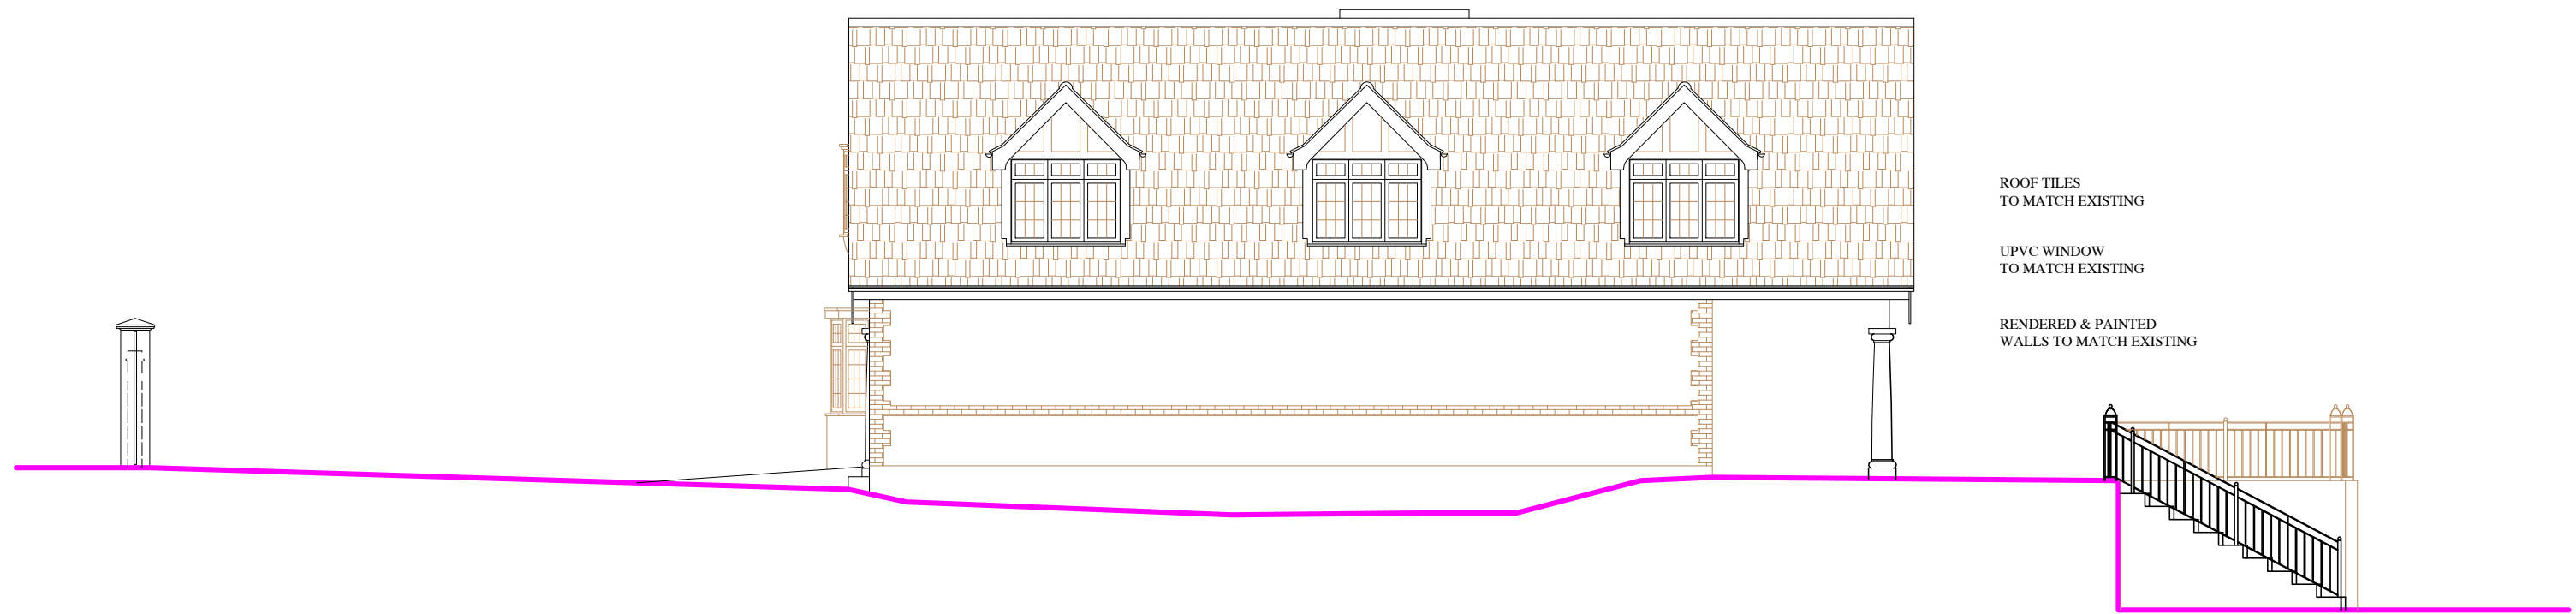 ROOF TILES
TO MATCH EXISTING
UPVC WINDOW
TO MATCH EXISTING
RENDERED & PAINTED
WALLS TO MATCH EXISTING